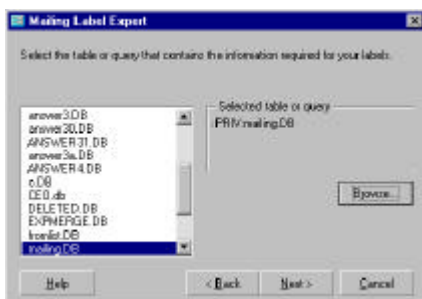 Mailing Label Expert
Select the table or query that contains the information required for your labels.
answer3.DB
answer30.DB
ANSWER31.DB
answer3a.DB
ANSWER4.DB
c.DB
CEO.db
DELETED.DB
EXPMERGE.DB
fromlist.DB
mailing.DB
Selected table or query
:PRIV:mailing.DB
Browse...
Help
< Back
Next >
Cancel